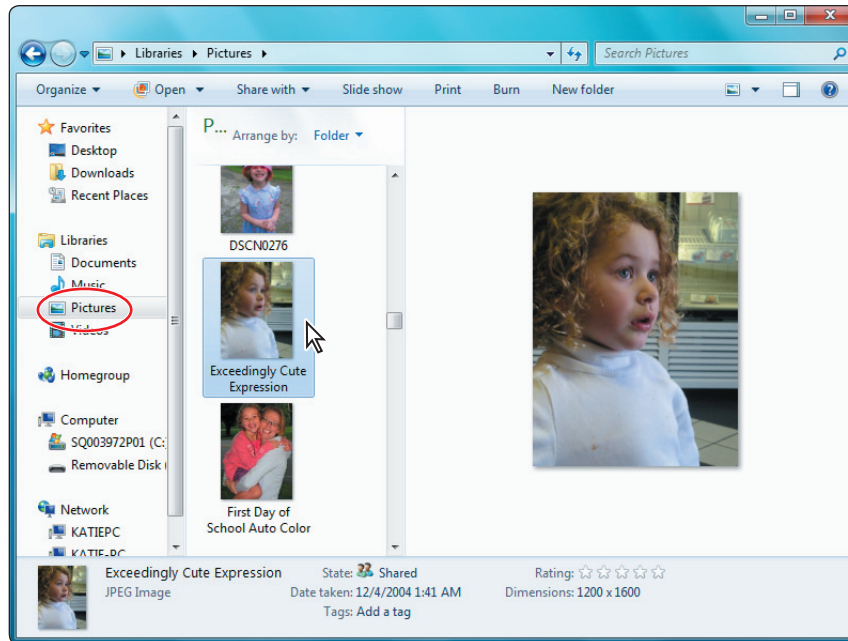 Libraries Pictures
Search Pictures
Organize Open Share with Slide show Print Burn New folder
Favorites
Desktop
Downloads
Recent Places
Libraries
Documents
Music
Pictures
Videos
Homegroup
Computer
SQ003972P01 (C:
Removable Disk (
Network
KATIEPC
KATIE-PC
P...
Arrange by: Folder
DSCN0276
Exceedingly Cute
Expression
First Day of
School Auto Color
Exceedingly Cute Expression State: Shared Rating:
JPEG Image Date taken: 12/4/2004 1:41 AM Dimensions: 1200 x 1600
Tags: Add a tag